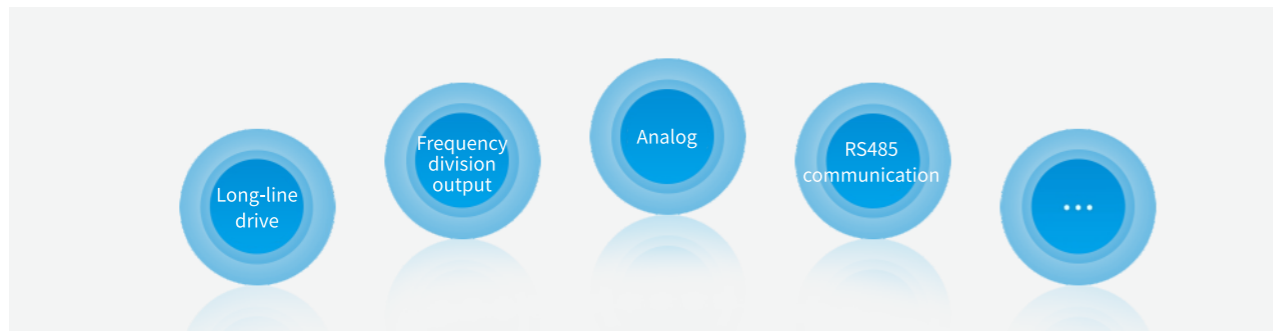 Long-line
drive
Frequency
division
output
Analog
RS485
communication
...